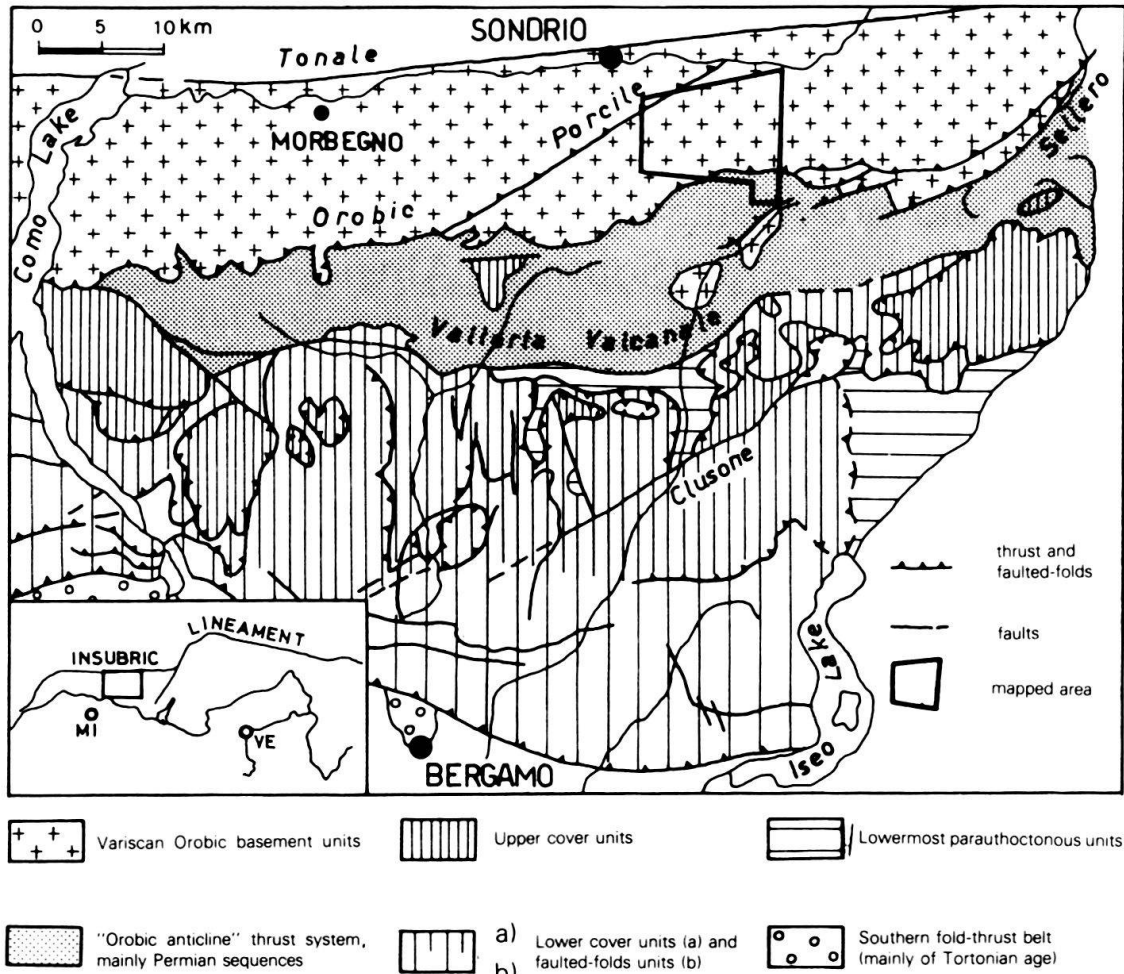 0 5 10km
SONDRIO
Tonale
Lake
Como
MORBEGNO
Porcile
Sellero
Orobic
Valtorta Valcanale
Clusone
thrust and
faulted-folds
faults
mapped area
LINEAMENT
INSUBRIC
MI
VE
BERGAMO
Lake
Iseo
Variscan Orobic basement units
Upper cover units
Lowermost parauthoctonous units
"Orobic anticline" thrust system,
mainly Permian sequences
a)
b)
Lower cover units (a) and
faulted-folds units (b)
Southern fold-thrust belt
(mainly of Tortonian age)